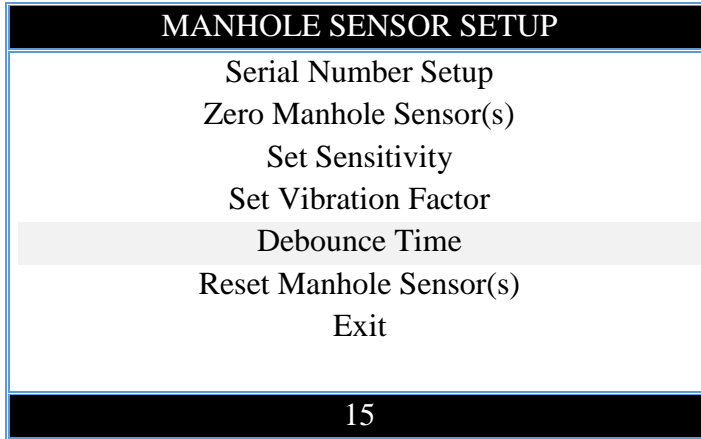 MANHOLE SENSOR SETUP
Serial Number Setup
Zero Manhole Sensor(s)
Set Sensitivity
Set Vibration Factor
Debounce Time
Reset Manhole Sensor(s)
Exit
15